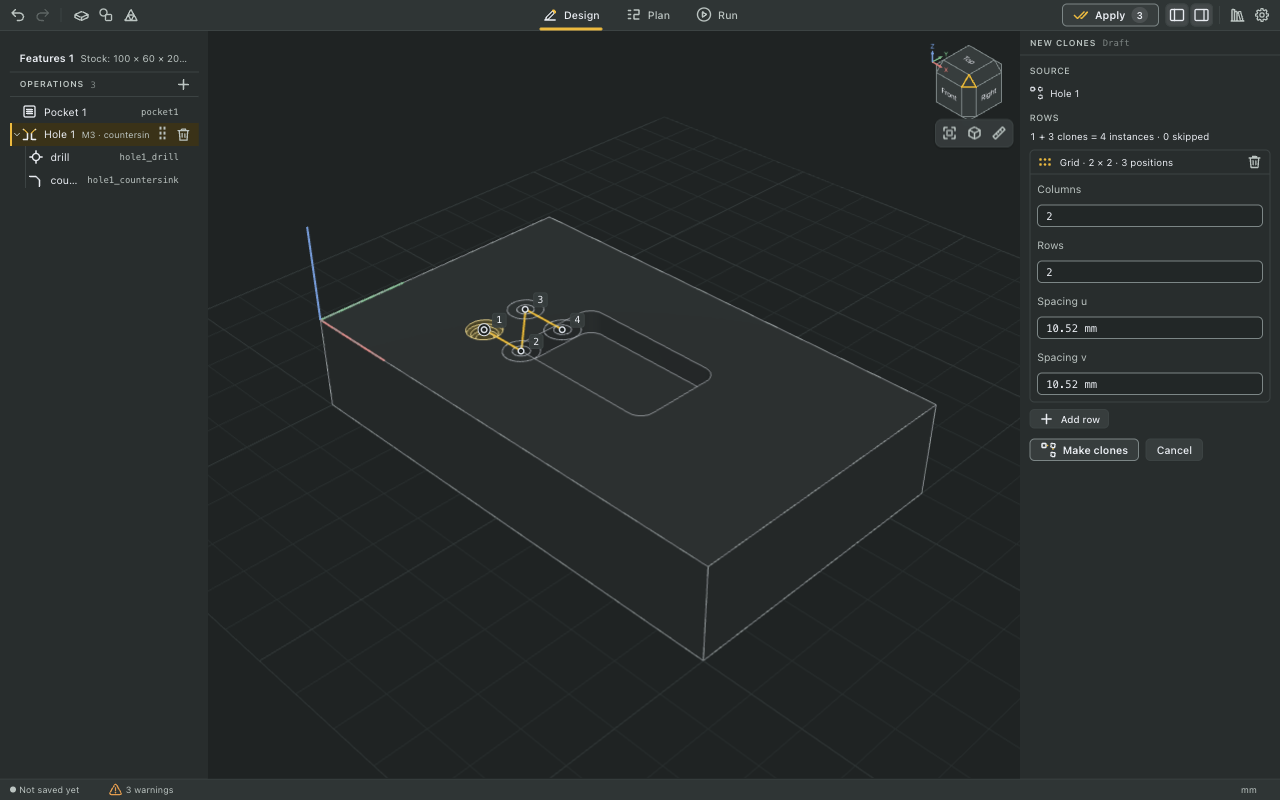 Design
Plan
Run
Apply 3
Features 1 Stock: 100 × 60 × 20...
OPERATIONS 3
Pocket 1 pocket1
Hole 1 M3 · countersin
drill hole1_drill
cou... hole1_countersink
1
2
3
4
Z
Y
X
Top
Front
Right
NEW CLONES Draft
SOURCE
Hole 1
ROWS
1 + 3 clones = 4 instances · 0 skipped
Grid · 2 × 2 · 3 positions
Columns
2
Rows
2
Spacing u
10.52 mm
Spacing v
10.52 mm
Add row
Make clones
Cancel
Not saved yet
3 warnings
mm